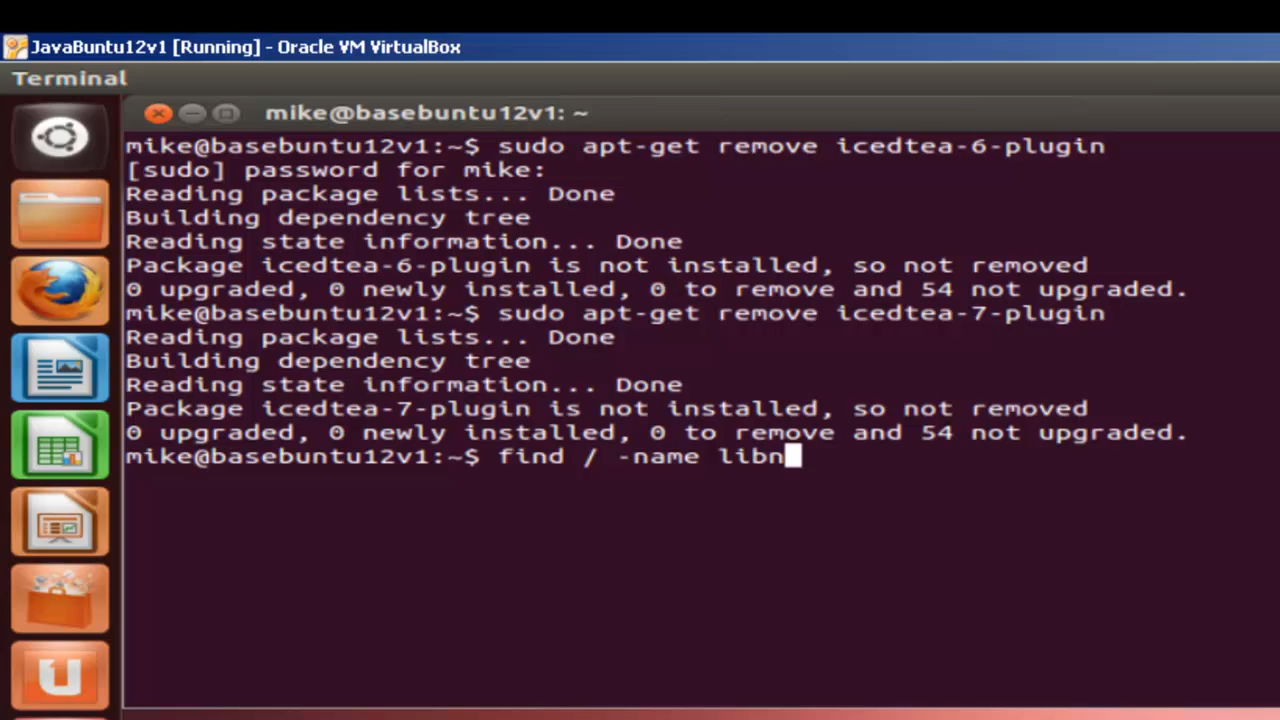 JavaBuntu12v1 [Running] - Oracle VM VirtualBox
Terminal
mike@basebuntu12v1: ~
mike@basebuntu12v1:~$ sudo apt-get remove icedtea-6-plugin
[sudo] password for mike:
Reading package lists... Done
Building dependency tree
Reading state information... Done
Package icedtea-6-plugin is not installed, so not removed
0 upgraded, 0 newly installed, 0 to remove and 54 not upgraded.
mike@basebuntu12v1:~$ sudo apt-get remove icedtea-7-plugin
Reading package lists... Done
Building dependency tree
Reading state information... Done
Package icedtea-7-plugin is not installed, so not removed
0 upgraded, 0 newly installed, 0 to remove and 54 not upgraded.
mike@basebuntu12v1:~$ find / -name libn